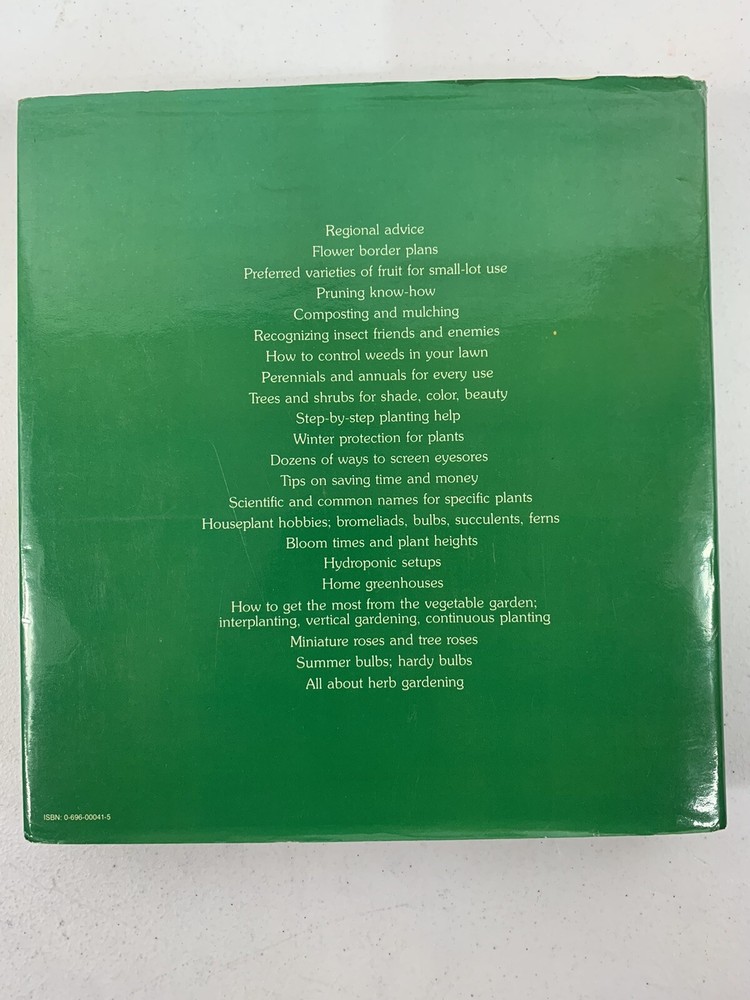 Regional advice
Flower border plans
Preferred varieties of fruit for small-lot use
Pruning know-how
Composting and mulching
Recognizing insect friends and enemies
How to control weeds in your lawn
Perennials and annuals for every use
Trees and shrubs for shade, color, beauty
Step-by-step planting help
Winter protection for plants
Dozens of ways to screen eyesores
Tips on saving time and money
Scientific and common names for specific plants
Houseplant hobbies; bromeliads, bulbs, succulents, ferns
Bloom times and plant heights
Hydroponic setups
Home greenhouses
How to get the most from the vegetable garden;
interplanting, vertical gardening, continuous planting
Miniature roses and tree roses
Summer bulbs; hardy bulbs
All about herb gardening
ISBN: 0-696-00041-5